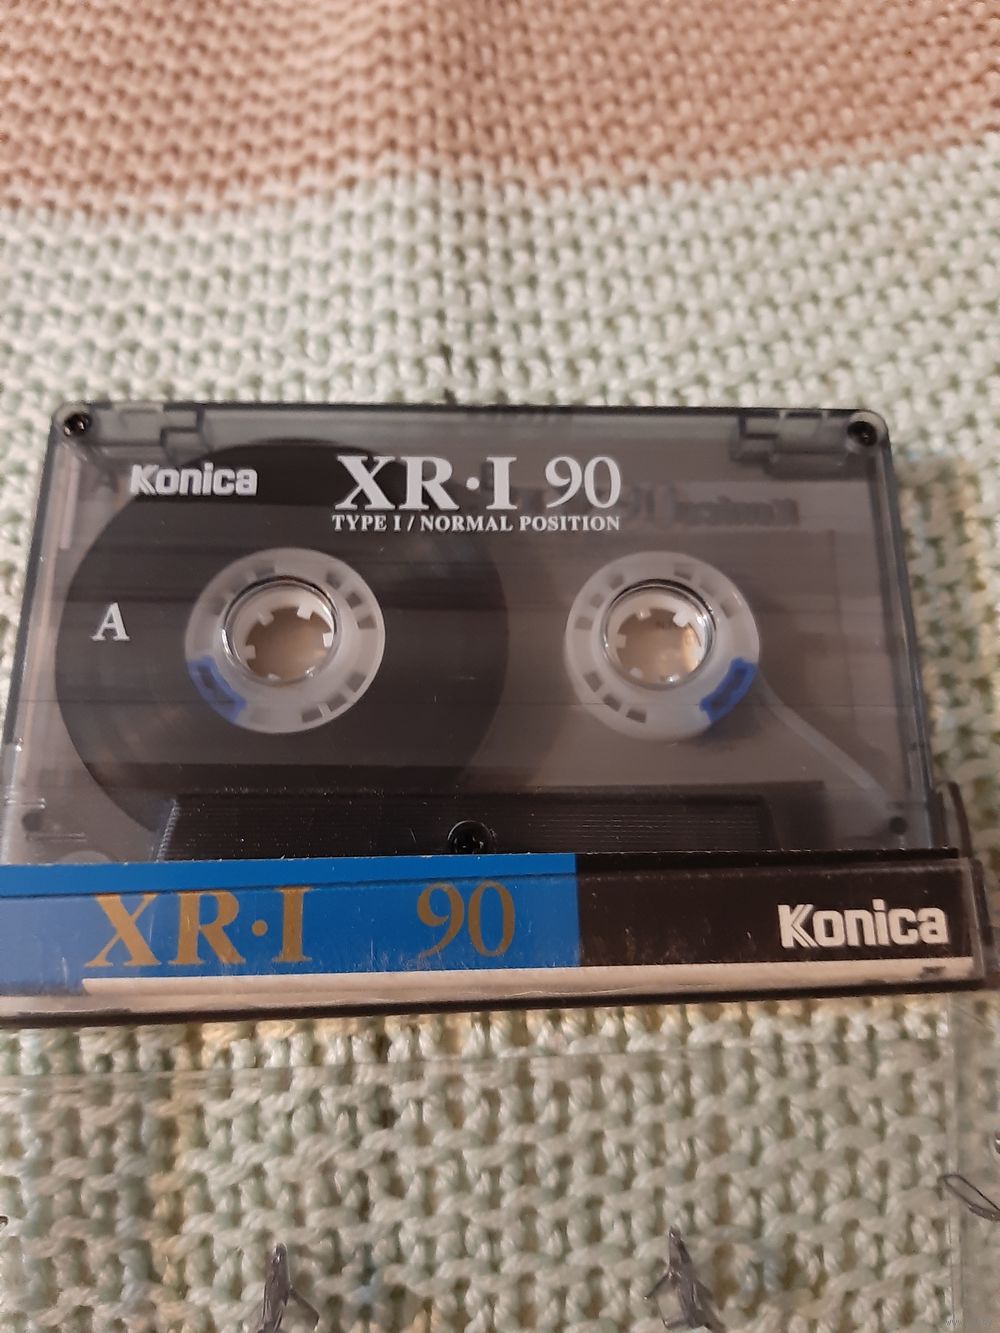 Konica
XR·I 90
TYPE I / NORMAL POSITION
A
XR·I 90
Konica